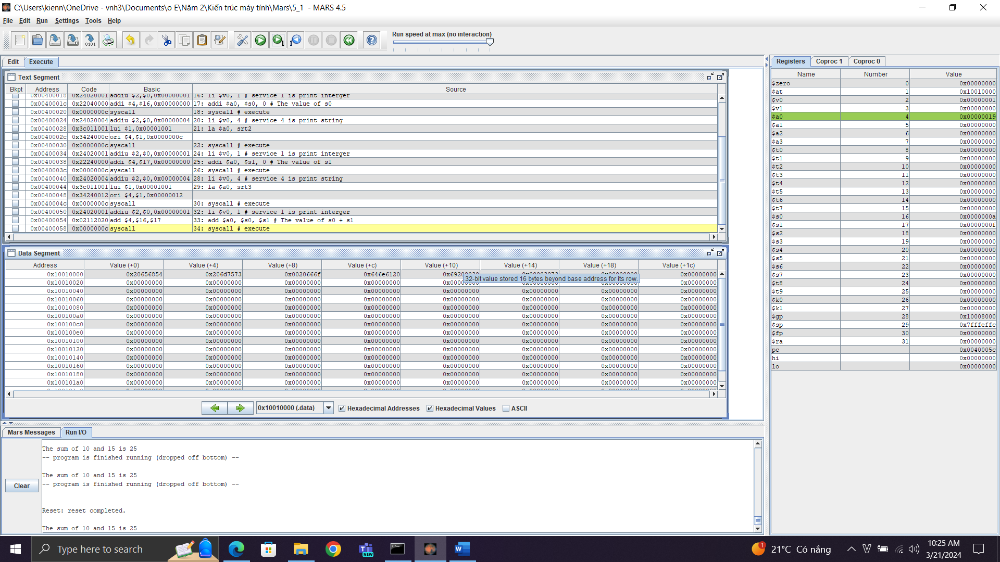 C:\Users\kienn\OneDrive - vnh3\Documents\o E\Năm 2\Kiến trúc máy tính\Mars\5_1 - MARS 4.5
File Edit Run Settings Tools Help
Run speed at max (no interaction)
Edit Execute
Text Segment
Bkpt Address Code Basic Source
0x00400018 0x24020001 addiu $2,$0,0x00000001 16: li $v0, 1 # service 1 is print interger
0x0040001c 0x22040000 addi $4,$16,0x00000000 17: addi $a0, $s0, 0 # The value of s0
0x00400020 0x0000000c syscall 18: syscall # execute
0x00400024 0x24020004 addiu $2,$0,0x00000004 20: li $v0, 4 # service 4 is print string
0x00400028 0x3c011001 lui $1,0x00001001 21: la $a0, srt2
0x0040002c 0x3424000c ori $4,$1,0x0000000c
0x00400030 0x0000000c syscall 22: syscall # execute
0x00400034 0x24020001 addiu $2,$0,0x00000001 24: li $v0, 1 # service 1 is print interger
0x00400038 0x22240000 addi $4,$17,0x00000000 25: addi $a0, $s1, 0 # The value of s1
0x0040003c 0x0000000c syscall 26: syscall # execute
0x00400040 0x24020004 addiu $2,$0,0x00000004 28: li $v0, 4 # service 4 is print string
0x00400044 0x3c011001 lui $1,0x00001001 29: la $a0, srt3
0x00400048 0x34240012 ori $4,$1,0x00000012
0x0040004c 0x0000000c syscall 30: syscall # execute
0x00400050 0x24020001 addiu $2,$0,0x00000001 32: li $v0, 1 # service 1 is print interger
0x00400054 0x02112020 add $4,$16,$17 33: add $a0, $s0, $s1 # The value of s0 + s1
0x00400058 0x0000000c syscall 34: syscall # execute
Data Segment
Address Value (+0) Value (+4) Value (+8) Value (+c) Value (+10) Value (+14) Value (+18) Value (+1c)
0x10010000 0x20656854 0x206d7573 0x0020666f 0x646e6120 0x00000000
32-bit value stored 16 bytes beyond base address for its row.
0x10010020 0x00000000 0x00000000 0x00000000 0x00000000 0x00000000 0x00000000 0x00000000 0x00000000
0x10010040 0x00000000 0x00000000 0x00000000 0x00000000 0x00000000 0x00000000 0x00000000 0x00000000
0x10010060 0x00000000 0x00000000 0x00000000 0x00000000 0x00000000 0x00000000 0x00000000 0x00000000
0x10010080 0x00000000 0x00000000 0x00000000 0x00000000 0x00000000 0x00000000 0x00000000 0x00000000
0x100100a0 0x00000000 0x00000000 0x00000000 0x00000000 0x00000000 0x00000000 0x00000000 0x00000000
0x100100c0 0x00000000 0x00000000 0x00000000 0x00000000 0x00000000 0x00000000 0x00000000 0x00000000
0x100100e0 0x00000000 0x00000000 0x00000000 0x00000000 0x00000000 0x00000000 0x00000000 0x00000000
0x10010100 0x00000000 0x00000000 0x00000000 0x00000000 0x00000000 0x00000000 0x00000000 0x00000000
0x10010120 0x00000000 0x00000000 0x00000000 0x00000000 0x00000000 0x00000000 0x00000000 0x00000000
0x10010140 0x00000000 0x00000000 0x00000000 0x00000000 0x00000000 0x00000000 0x00000000 0x00000000
0x10010160 0x00000000 0x00000000 0x00000000 0x00000000 0x00000000 0x00000000 0x00000000 0x00000000
0x10010180 0x00000000 0x00000000 0x00000000 0x00000000 0x00000000 0x00000000 0x00000000 0x00000000
0x100101a0 0x00000000 0x00000000 0x00000000 0x00000000 0x00000000 0x00000000 0x00000000 0x00000000
0x10010000 (.data) Hexadecimal Addresses Hexadecimal Values ASCII
Mars Messages Run I/O
Clear
The sum of 10 and 15 is 25
-- program is finished running (dropped off bottom) --
The sum of 10 and 15 is 25
-- program is finished running (dropped off bottom) --
Reset: reset completed.
The sum of 10 and 15 is 25
Registers Coproc 1 Coproc 0
Name Number Value
$zero 0 0x00000000
$at 1 0x10010000
$v0 2 0x00000001
$v1 3 0x00000000
$a0 4 0x00000019
$a1 5 0x00000000
$a2 6 0x00000000
$a3 7 0x00000000
$t0 8 0x00000000
$t1 9 0x00000000
$t2 10 0x00000000
$t3 11 0x00000000
$t4 12 0x00000000
$t5 13 0x00000000
$t6 14 0x00000000
$t7 15 0x00000000
$s0 16 0x0000000a
$s1 17 0x0000000f
$s2 18 0x00000000
$s3 19 0x00000000
$s4 20 0x00000000
$s5 21 0x00000000
$s6 22 0x00000000
$s7 23 0x00000000
$t8 24 0x00000000
$t9 25 0x00000000
$k0 26 0x00000000
$k1 27 0x00000000
$gp 28 0x10008000
$sp 29 0x7fffeffc
$fp 30 0x00000000
$ra 31 0x00000000
pc 0x0040005c
hi 0x00000000
lo 0x00000000
Type here to search
NEW
1
21°C Có nắng
10:25 AM
3/21/2024